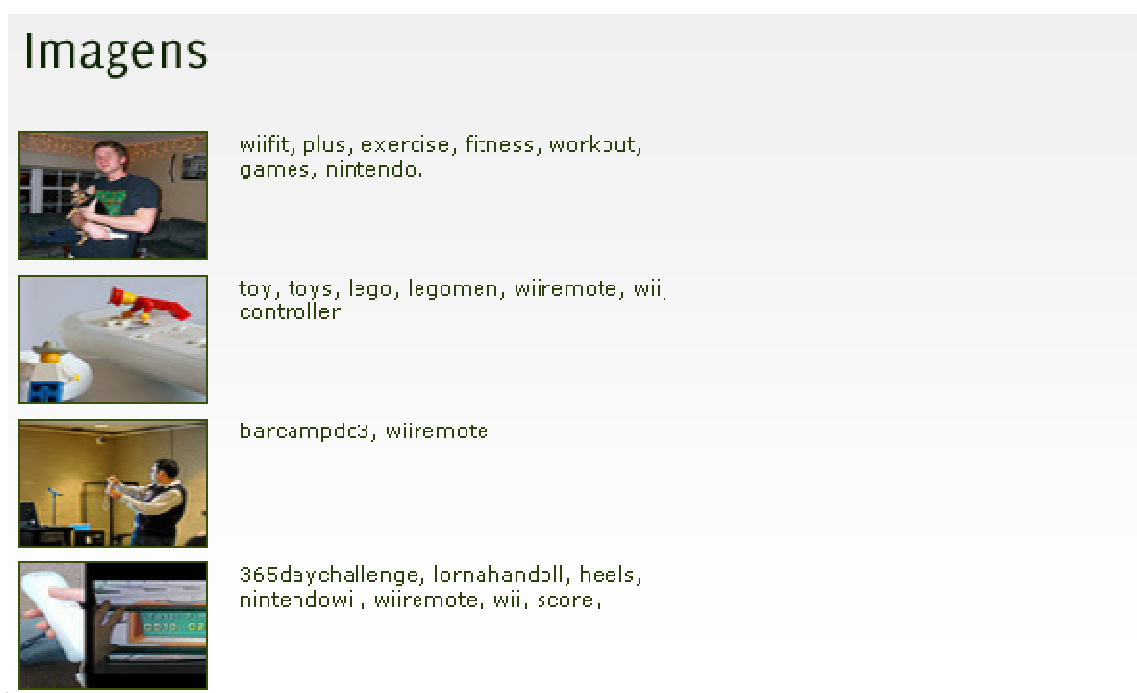 Imagens
wiifit, plus, exercise, fitness, workout,
games, nintendo.
toy, toys, lego, legomen, wiiremote, wii,
controller
barcampdc3, wiiremote
365daychallenge, lornahandoll, heels,
nintendowii, wiiremote, wii, score,